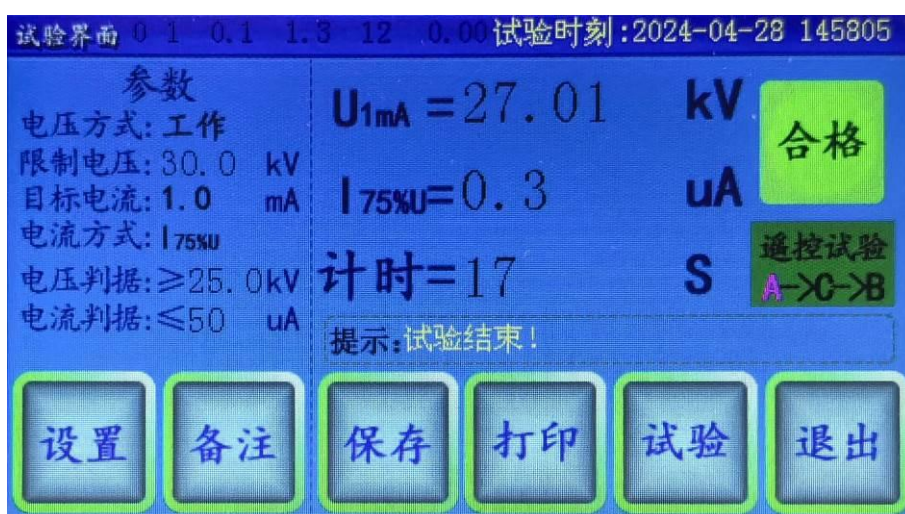 试验界面 0 1 0.1 1.3 12 0.00 试验时刻:2024-04-28 145805
参数
电压方式: 工作
限制电压: 30.0 kV
目标电流: 1.0 mA
电流方式: I75%U
电压判据: ≥25.0kV
电流判据: ≤50 uA
U1mA =27.01 kV
I75%U=0.3 uA
计时=17 S
提示:试验结束!
合格
遥控试验
A->C->B
设置
备注
保存
打印
试验
退出